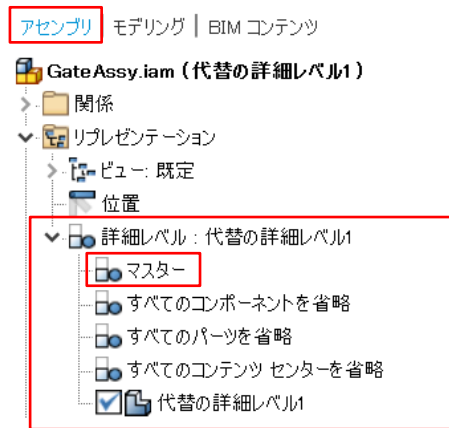 アセンブリ モデリング | BIM コンテンツ
GateAssy.iam (代替の詳細レベル1)
関係
リプレゼンテーション
ビュー: 既定
位置
詳細レベル : 代替の詳細レベル1
マスター
すべてのコンポーネントを省略
すべてのパーツを省略
すべてのコンテンツ センターを省略
代替の詳細レベル1